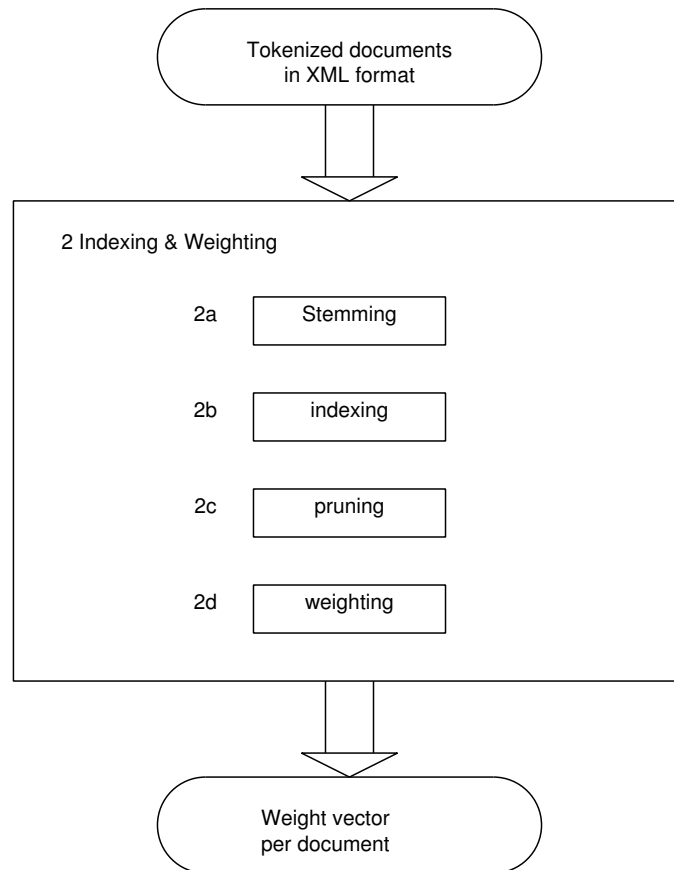 Tokenized documents
in XML format
2 Indexing & Weighting
2a Stemming
2b indexing
2c pruning
2d weighting
Weight vector
per document